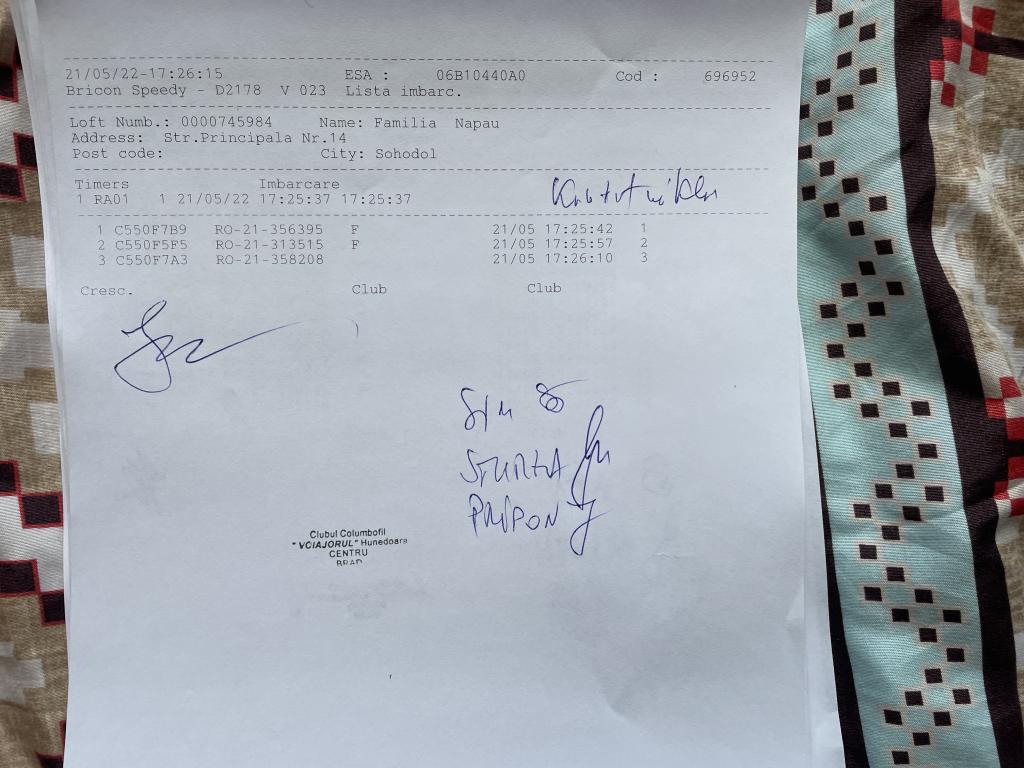 21/05/22-17:26:15 ESA : 06B10440A0 Cod : 696952
Bricon Speedy - D2178 V 023 Lista imbarc.
Loft Numb.: 0000745984 Name: Familia Napau
Address: Str.Principala Nr.14
Post code: City: Sohodol
Timers Imbarcare
1 RA01 1 21/05/22 17:25:37 17:25:37
1 C550F7B9 RO-21-356395 F 21/05 17:25:42 1
2 C550F5F5 RO-21-313515 F 21/05 17:25:57 2
3 C550F7A3 RO-21-358208 21/05 17:26:10 3
Cresc. Club Club
STURZA
PRIPON
Clubul Columbofil
"VOIAJORUL" Hunedoara
CENTRU
BRAD